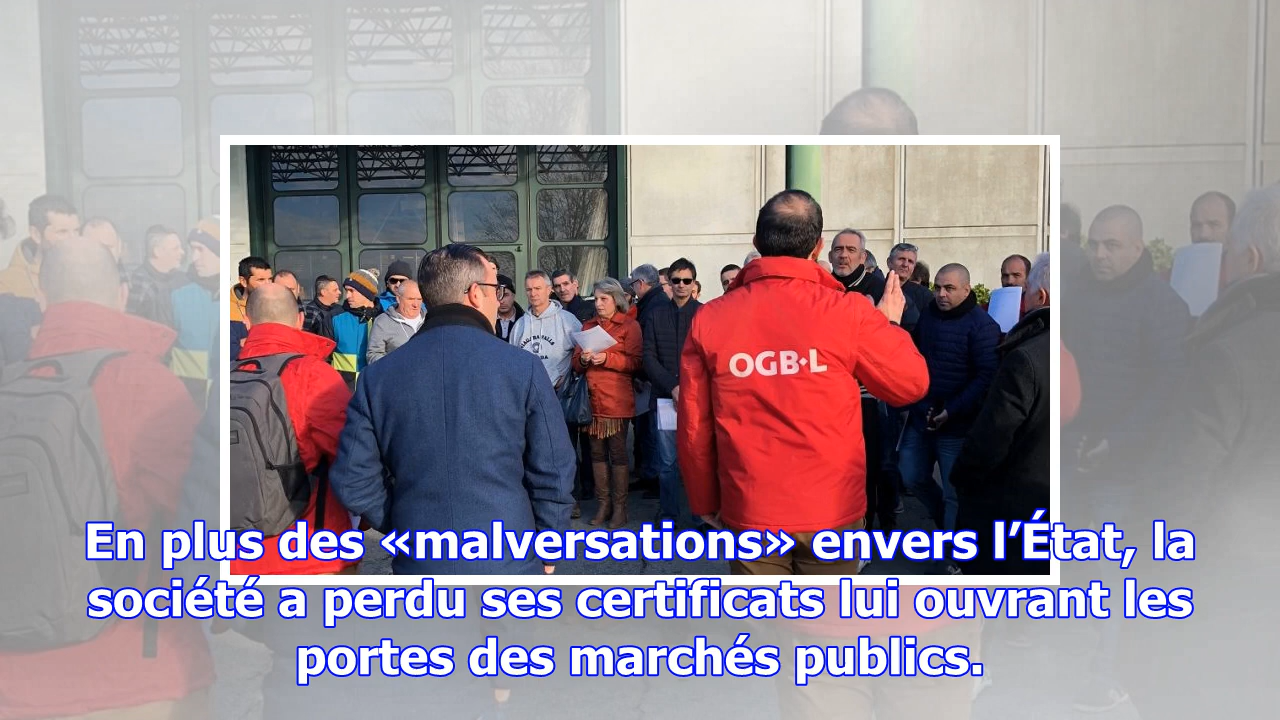 OGB•L
En plus des «malversations» envers l’État, la
société a perdu ses certificats lui ouvrant les
portes des marchés publics.